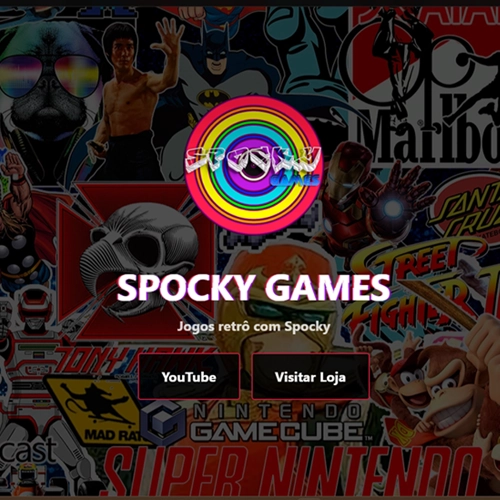 Marlbo
SPOCKY
SANTA
CRU
STREET
FIGHTER
SPOCKY GAMES
Jogos retrô com Spocky
TONY HAWK
YouTube
Visitar Loja
MAD RAT
NINTENDO
GAMECUBE
cast
SUPER NINTENDO